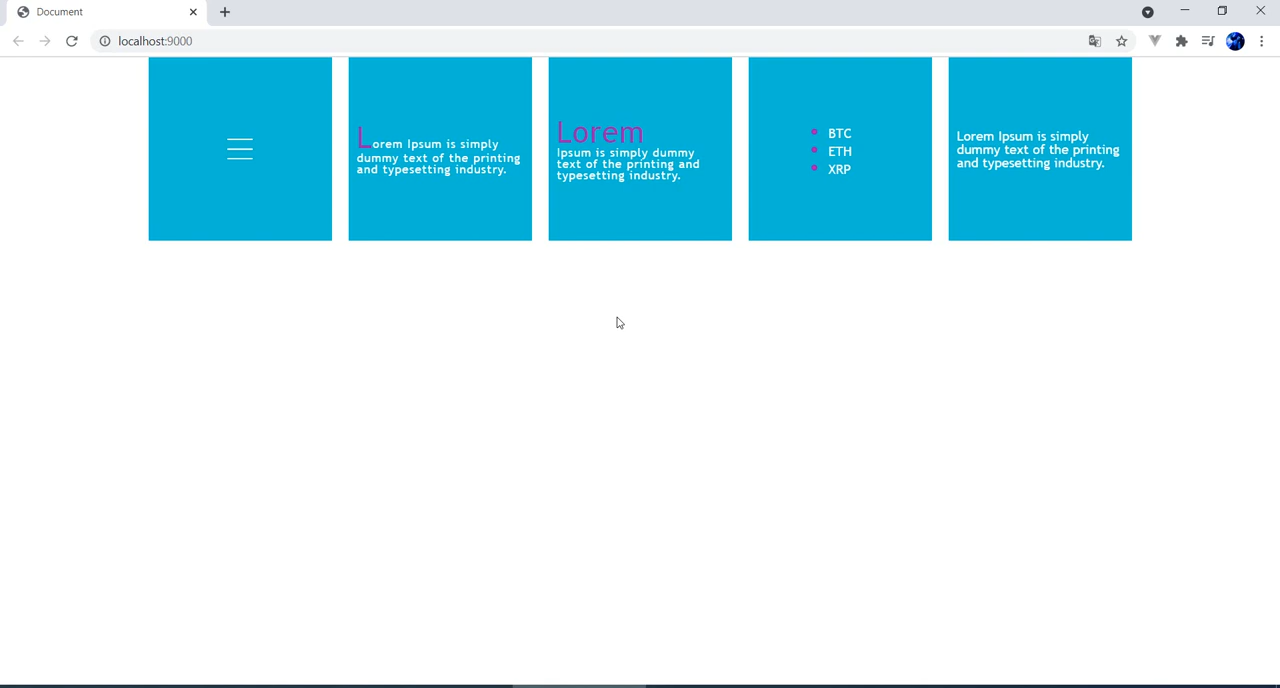 Document
localhost:9000
Lorem Ipsum is simply
dummy text of the printing
and typesetting industry.
Lorem
Ipsum is simply dummy
text of the printing and
typesetting industry.
BTC
ETH
XRP
Lorem Ipsum is simply
dummy text of the printing
and typesetting industry.